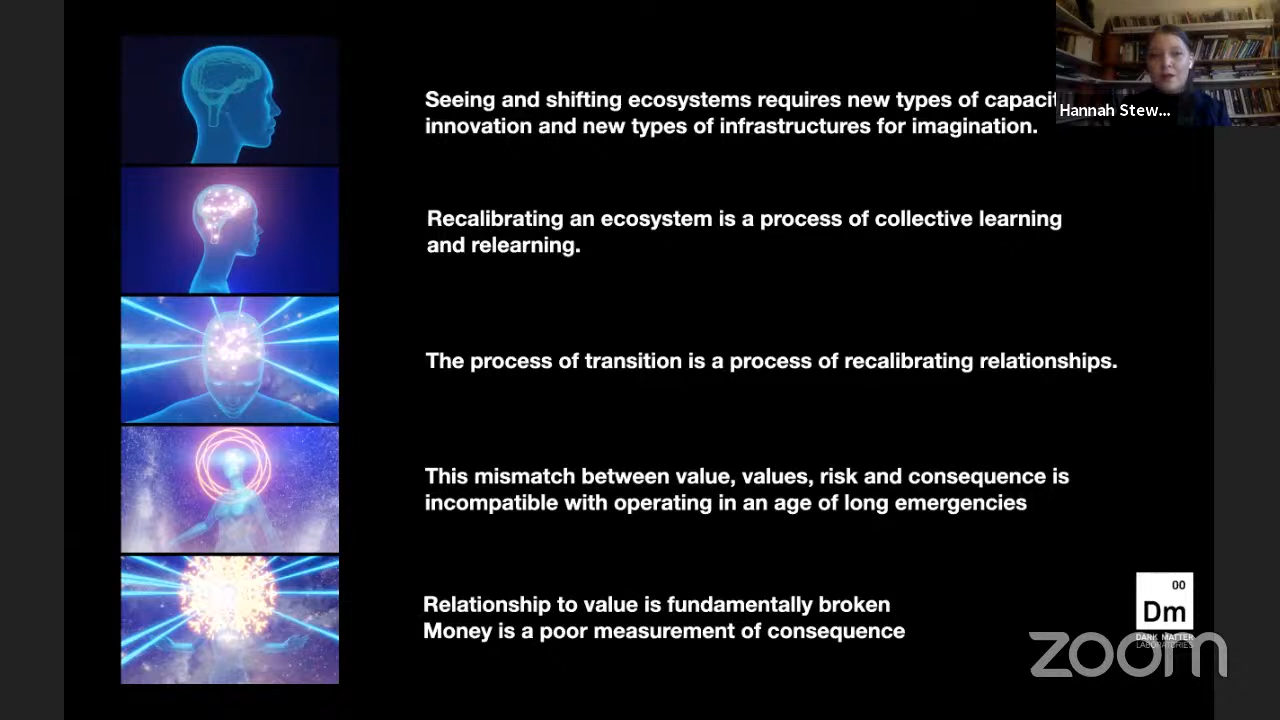 Seeing and shifting ecosystems requires new types of
innovation and new types of infrastructures for imagination.
Hannah Stew...
Recalibrating an ecosystem is a process of collective learning
and relearning.
The process of transition is a process of recalibrating relationships.
This mismatch between value, values, risk and consequence is
incompatible with operating in an age of long emergencies
Relationship to value is fundamentally broken
Money is a poor measurement of consequence
00
Dm
DARK MATTER
LABORATORIES
zoom